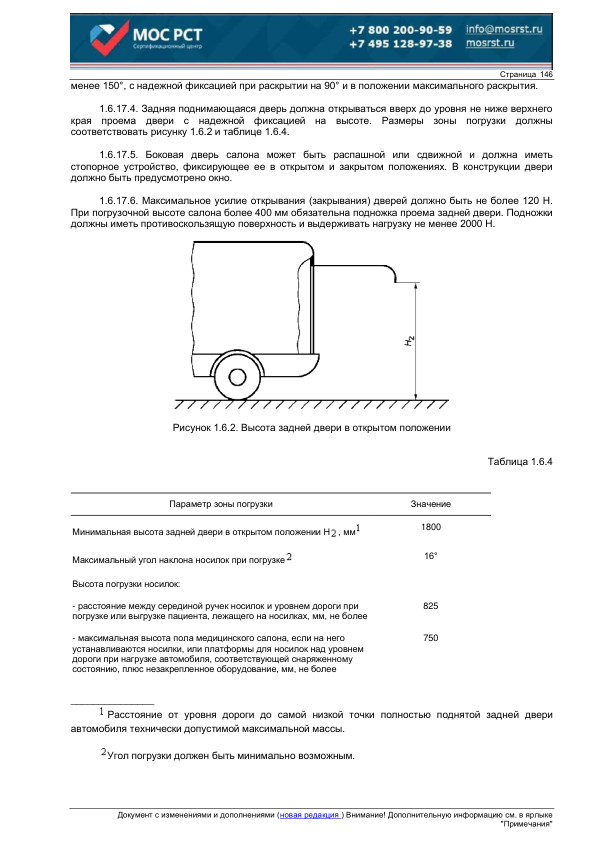 МОС РСТ
Сертификационный центр
+7 800 200-90-59 info@mosrst.ru
+7 495 128-97-38 mosrst.ru
Страница 146
менее 150°, с надежной фиксацией при раскрытии на 90° и в положении максимального раскрытия.
1.6.17.4. Задняя поднимающаяся дверь должна открываться вверх до уровня не ниже верхнего
края проема двери с надежной фиксацией на высоте. Размеры зоны погрузки должны
соответствовать рисунку 1.6.2 и таблице 1.6.4.
1.6.17.5. Боковая дверь салона может быть распашной или сдвижной и должна иметь
стопорное устройство, фиксирующее ее в открытом и закрытом положениях. В конструкции двери
должно быть предусмотрено окно.
1.6.17.6. Максимальное усилие открывания (закрывания) дверей должно быть не более 120 Н.
При погрузочной высоте салона более 400 мм обязательна подножка проема задней двери. Подножки
должны иметь противоскользящую поверхность и выдерживать нагрузку не менее 2000 Н.
H2
Рисунок 1.6.2. Высота задней двери в открытом положении
Таблица 1.6.4
Параметр зоны погрузки Значение
Минимальная высота задней двери в открытом положении H2 , мм1 1800
Максимальный угол наклона носилок при погрузке2 16°
Высота погрузки носилок:
- расстояние между серединой ручек носилок и уровнем дороги при 825
погрузке или выгрузке пациента, лежащего на носилках, мм, не более
- максимальная высота пола медицинского салона, если на него 750
устанавливаются носилки, или платформы для носилок над уровнем
дороги при нагрузке автомобиля, соответствующей снаряженному
состоянию, плюс незакрепленное оборудование, мм, не более
1 Расстояние от уровня дороги до самой низкой точки полностью поднятой задней двери
автомобиля технически допустимой максимальной массы.
2Угол погрузки должен быть минимально возможным.
Документ с изменениями и дополнениями (новая редакция ) Внимание! Дополнительную информацию см. в ярлыке
"Примечания"